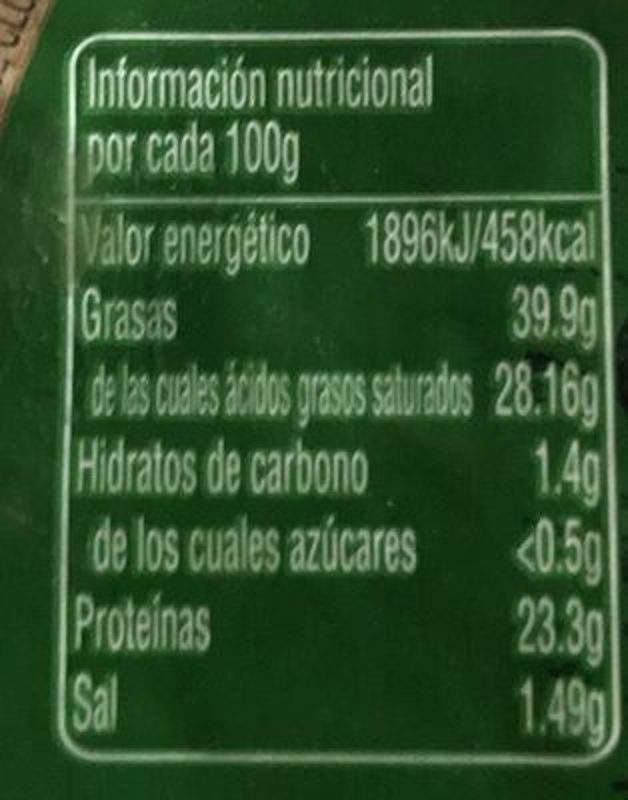 Información nutricional
por cada 100g
Valor energético 1896kJ/458kcal
Grasas 39.9g
de las cuales ácidos grasos saturados 28.16g
Hidratos de carbono 1.4g
de los cuales azúcares <0.5g
Proteínas 23.3g
Sal 1.49g